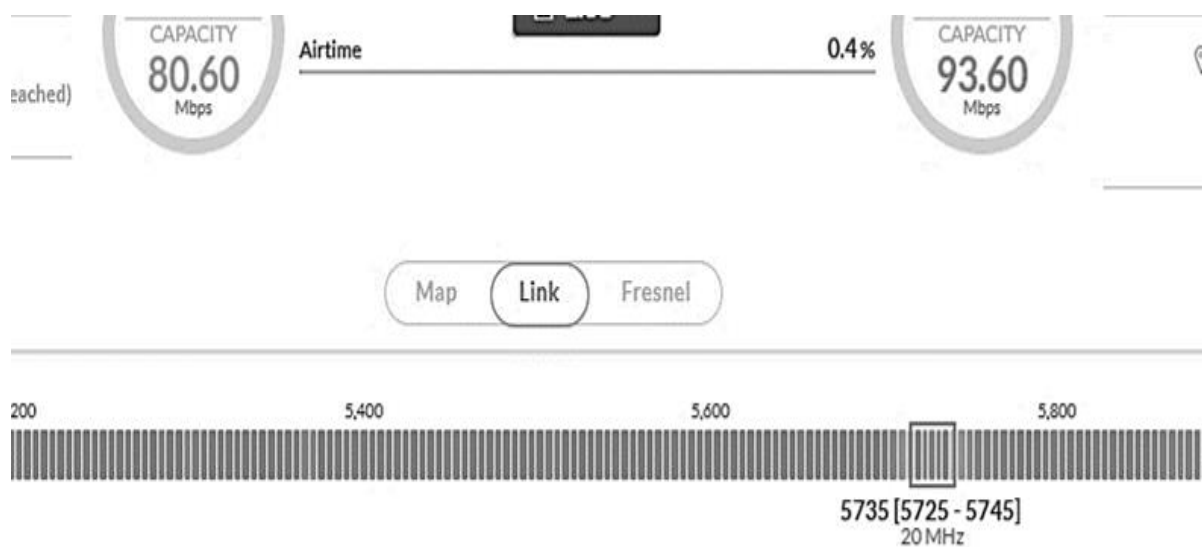 CAPACITY
80.60
Mbps
Airtime 0.4%
CAPACITY
93.60
Mbps
eached)
Map Link Fresnel
200 5,400 5,600 5,800
5735 [5725 - 5745]
20 MHz